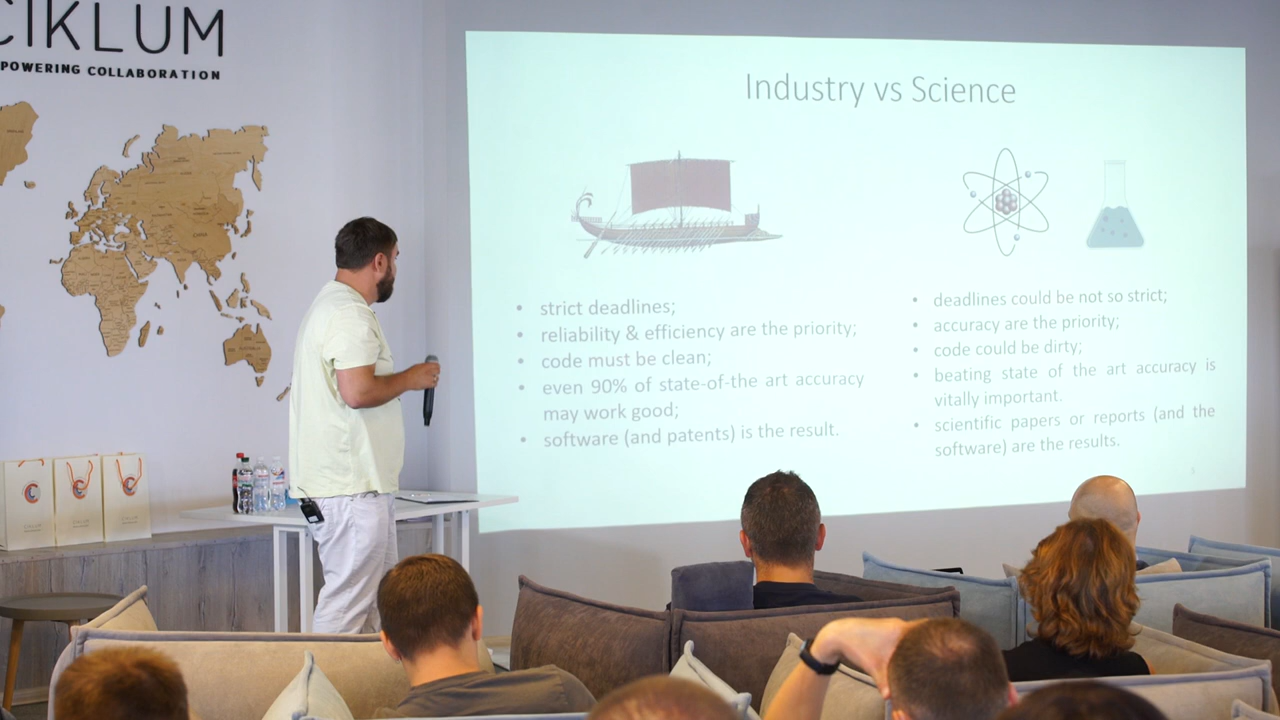 CIKLUM
POWERING COLLABORATION
Industry vs Science
• strict deadlines;
• reliability & efficiency are the priority;
• code must be clean;
• even 90% of state-of-the art accuracy
may work good;
• software (and patents) is the result.
• deadlines could be not so strict;
• accuracy are the priority;
• code could be dirty;
• beating state of the art accuracy is
vitally important.
• scientific papers or reports (and the
software) are the results.
CIKLUM
CIKLUM